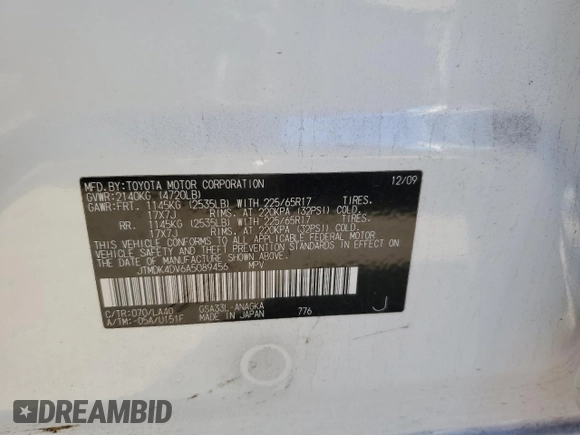 MFD. BY: TOYOTA MOTOR CORPORATION 12/09
GVWR: 2140KG (4720LB)
GAWR: FRT. 1145KG (2535LB) WITH 225/65R17 TIRES.
17X7J RIMS. AT 220KPA (32PSI) COLD.
RR. 1145KG (2535LB) WITH 225/65R17 TIRES.
17X7J RIMS. AT 220KPA (32PSI) COLD.
THIS VEHICLE CONFORMS TO ALL APPLICABLE FEDERAL MOTOR
VEHICLE SAFETY AND THEFT PREVENTION STANDARDS IN EFFECT
ON THE DATE OF MANUFACTURE SHOWN ABOVE.
JTMDK4DV6A5089456 MPV
C/TR: 070/LA40 GSA33L-ANAGKA
A/TM: -05A/U151F MADE IN JAPAN 776 J
DREAMBID